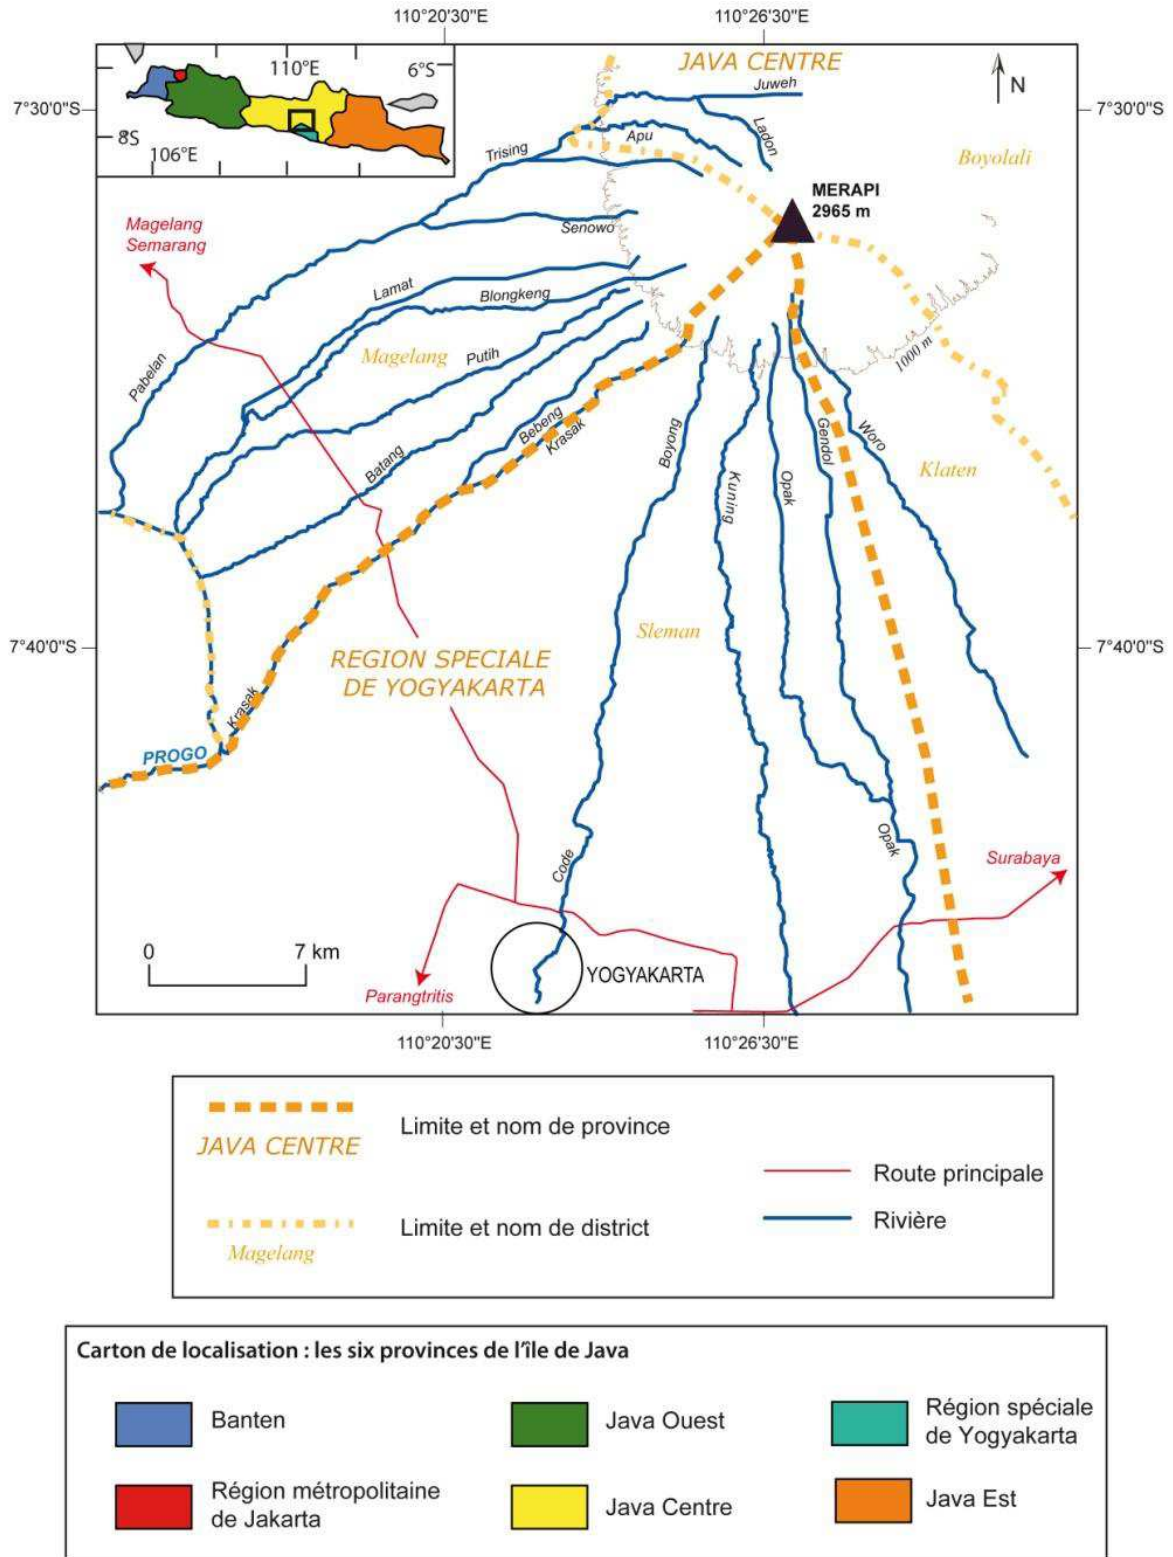 110°20'30"E
110°26'30"E
110°E
6°S
8S
106°E
JAVA CENTRE
N
7°30'0"S
7°30'0"S
Juweh
Ladon
Apu
Trising
Boyolali
MERAPI
2965 m
Magelang
Semarang
Senowo
Lamat
Blongkeng
Putih
Magelang
Pabelan
1000 m
Bebeng
Krasak
Batang
Boyong
Kuning
Opak
Gendol
Woro
Klaten
Sleman
7°40'0"S
7°40'0"S
REGION SPECIALE
DE YOGYAKARTA
Krasak
PROGO
Code
Opak
Surabaya
0
7 km
YOGYAKARTA
Parangtritis
110°20'30"E
110°26'30"E
JAVA CENTRE
Limite et nom de province
Route principale
Limite et nom de district
Rivière
Magelang
Carton de localisation : les six provinces de l'île de Java
Banten
Java Ouest
Région spéciale
de Yogyakarta
Région métropolitaine
de Jakarta
Java Centre
Java Est